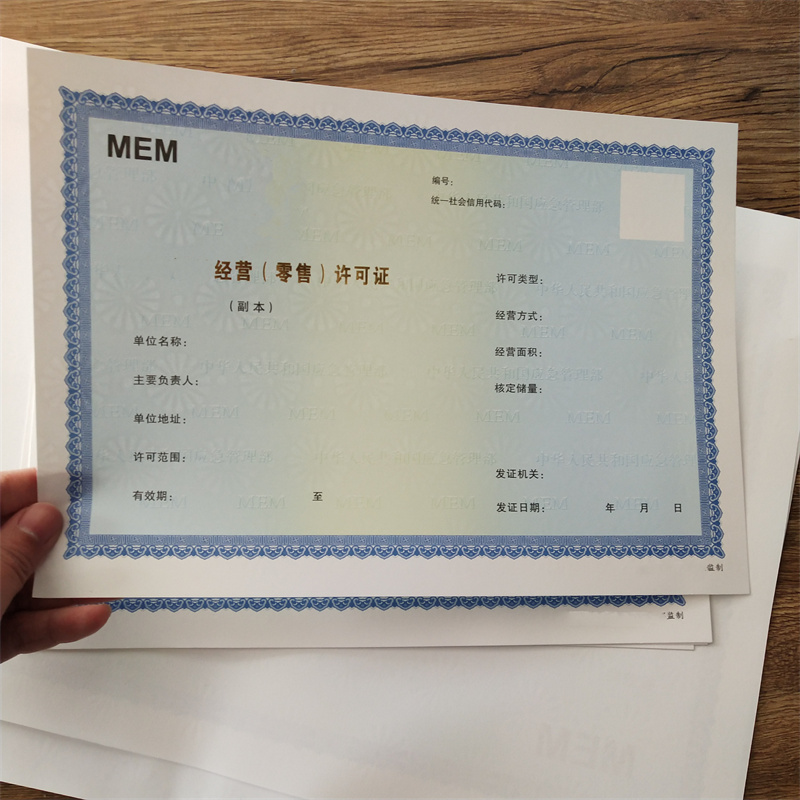 MEM
编号：
统一社会信用代码：
经营（零售）许可证
（副本）
单位名称：
主要负责人：
单位地址：
许可范围：
有效期： 至
许可类型：
经营方式：
经营面积：
核定储量：
发证机关：
发证日期： 年 月 日
监制
监制